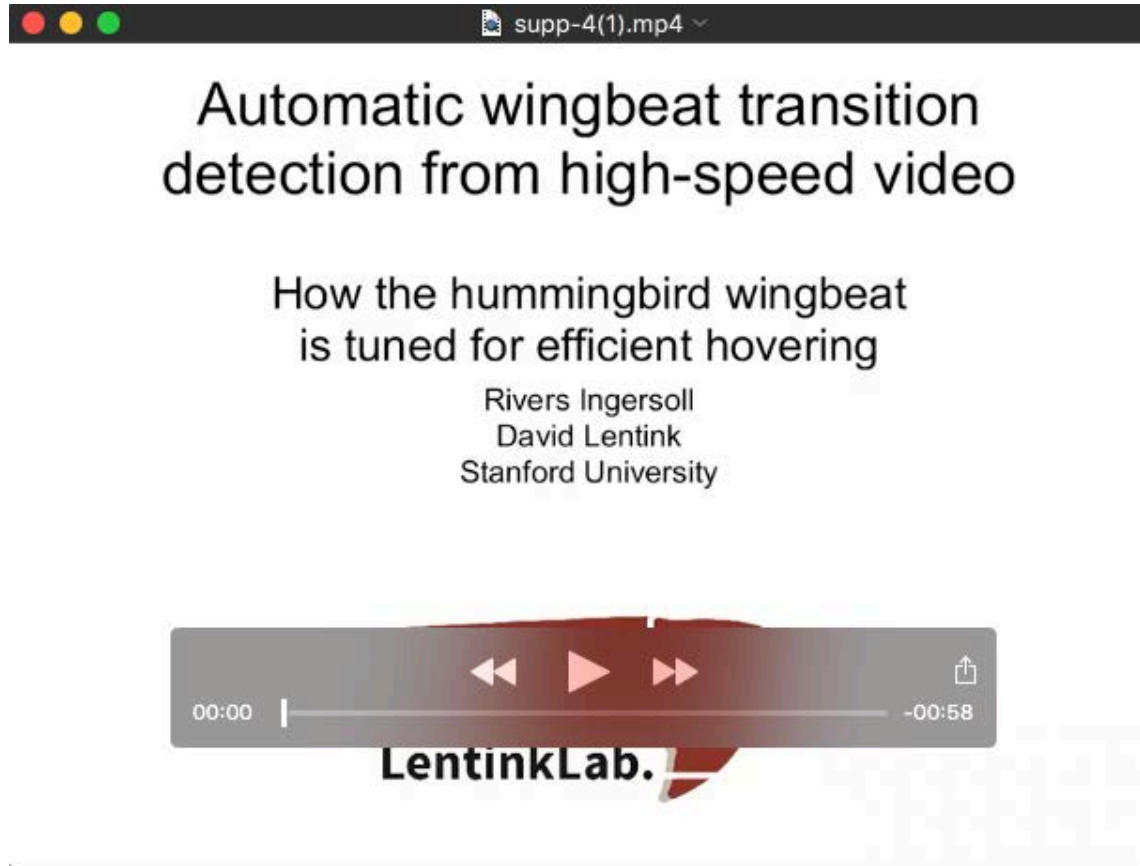 supp-4(1).mp4
Automatic wingbeat transition
detection from high-speed video
How the hummingbird wingbeat
is tuned for efficient hovering
Rivers Ingersoll
David Lentink
Stanford University
00:00
-00:58
LentinkLab.